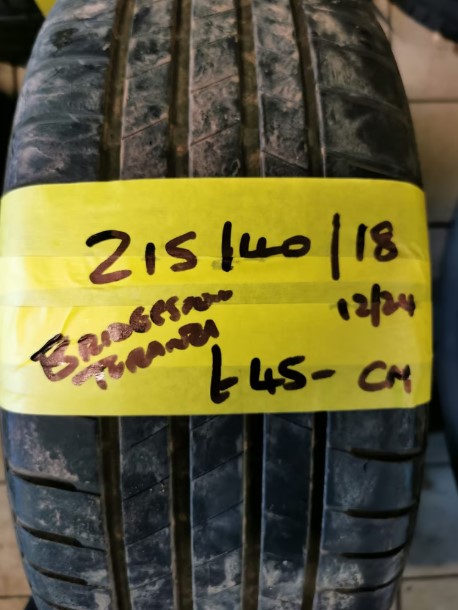 215/40/18
12/24
BRIDGESTONE
TURANZA
£45- CM